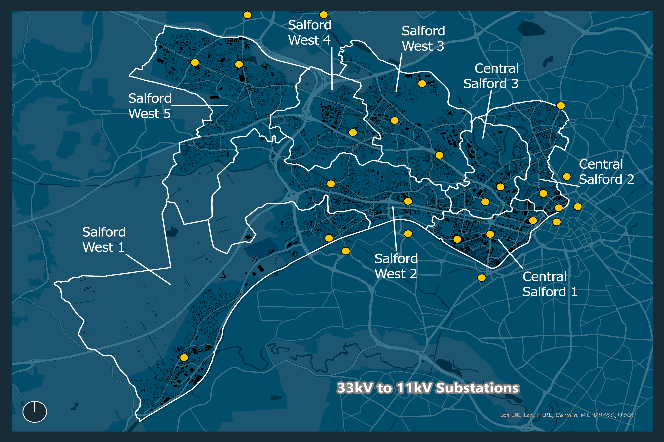 Salford
West 4
Salford
West 3
Central
Salford 3
Salford
West 5
Central
Salford 2
Salford
West 1
Salford
West 2
Central
Salford 1
33kV to 11kV Substations